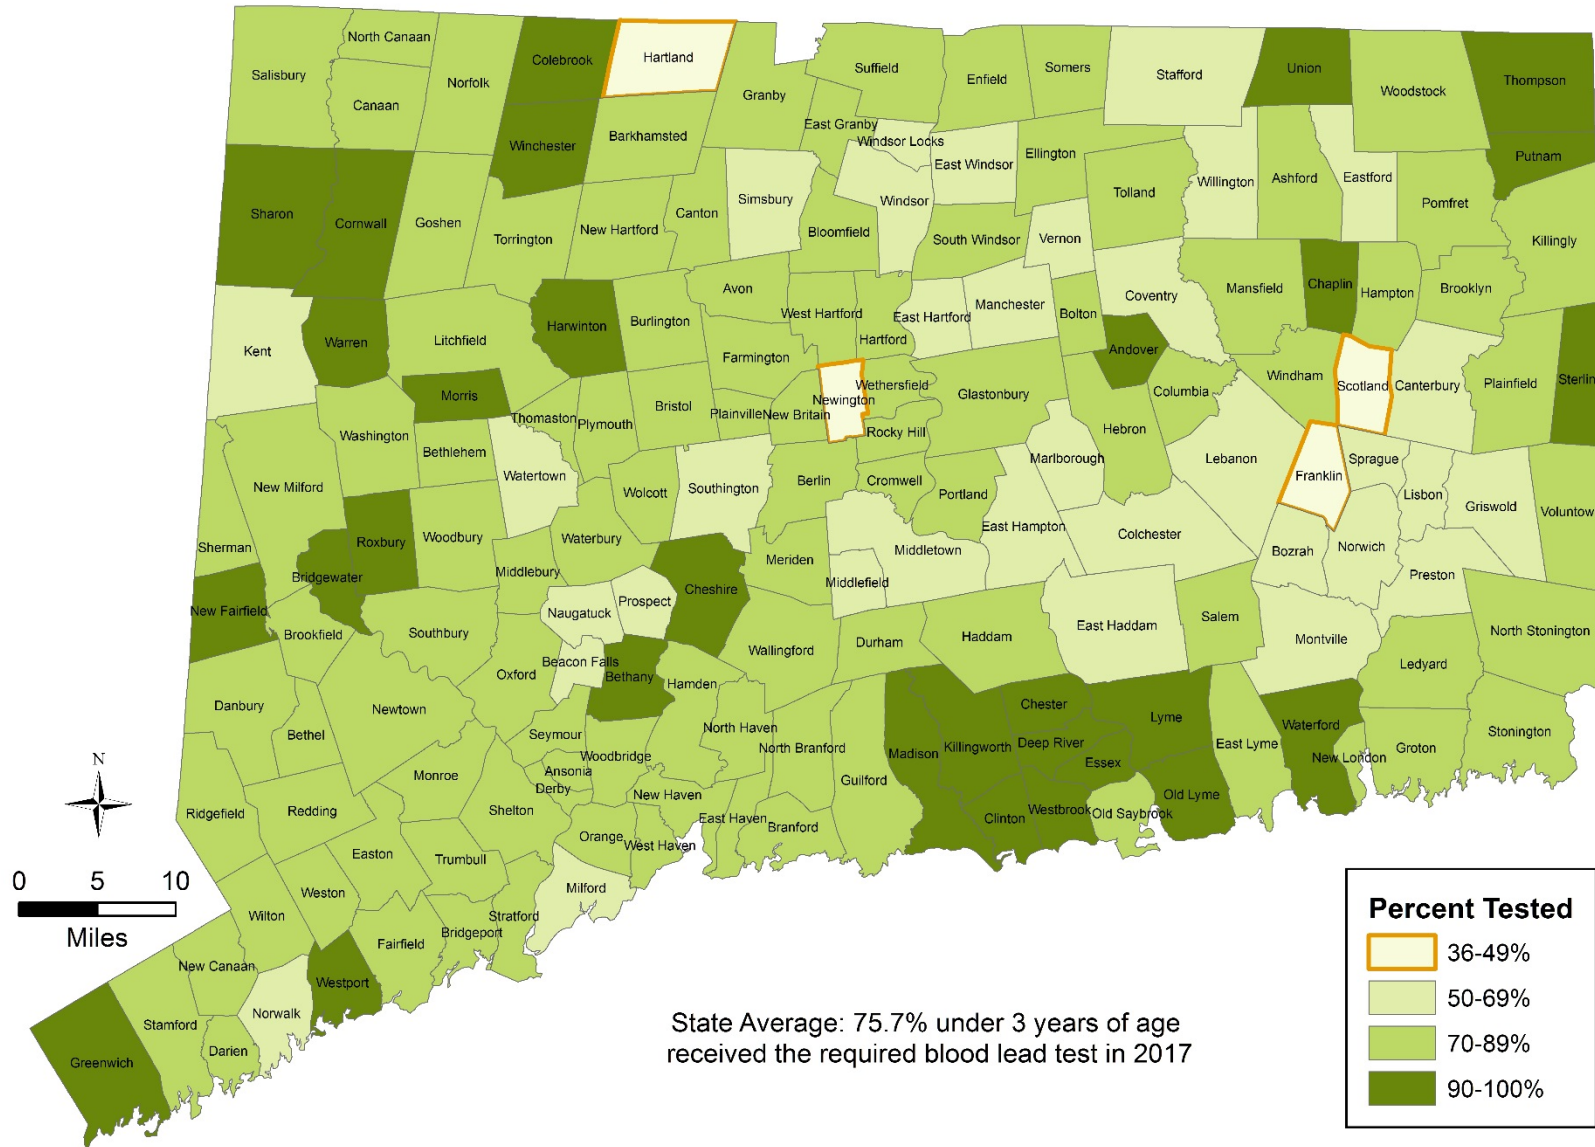 North Canaan
Colebrook
Hartland
Salisbury
Norfolk
Canaan
Granby
Suffield
Enfield
Somers
Stafford
Union
Woodstock
Thompson
Winchester
Barkhamsted
East Granby
Windsor Locks
East Windsor
Ellington
Putnam
Willington
Ashford
Eastford
Tolland
Pomfret
Sharon
Cornwall
Goshen
Torrington
New Hartford
Canton
Simsbury
Windsor
Bloomfield
South Windsor
Vernon
Killingly
Avon
Mansfield
Chaplin
Hampton
Brooklyn
Coventry
Manchester
East Hartford
West Hartford
Hartford
Bolton
Burlington
Harwinton
Litchfield
Warren
Kent
Andover
Farmington
Windham
Scotland
Canterbury
Plainfield
Sterlin
Morris
Newington
Wethersfield
Glastonbury
Columbia
Bristol
Plainville
New Britain
Thomaston
Plymouth
Washington
Rocky Hill
Hebron
Bethlehem
Watertown
Marlborough
Lebanon
Sprague
Franklin
Lisbon
Griswold
Voluntow
New Milford
Wolcott
Southington
Berlin
Cromwell
Portland
East Hampton
Colchester
Sherman
Roxbury
Woodbury
Waterbury
Middletown
Bozrah
Norwich
Meriden
Middlebury
Bridgewater
Cheshire
Middlefield
Preston
New Fairfield
Naugatuck
Prospect
Brookfield
Southbury
Wallingford
Durham
Haddam
East Haddam
Salem
Montville
North Stonington
Beacon Falls
Oxford
Bethany
Hamden
Ledyard
Danbury
Newtown
Chester
Lyme
Waterford
Bethel
Seymour
North Haven
North Branford
Madison
Killingworth
Deep River
East Lyme
Groton
Stonington
Woodbridge
New London
Essex
Ansonia
Derby
Monroe
Guilford
New Haven
Old Lyme
N
Ridgefield
Redding
Shelton
East Haven
Branford
Clinton
Westbrook
Old Saybrook
Orange
West Haven
Easton
Trumbull
0 5 10
Miles
Weston
Milford
Wilton
Stratford
Bridgeport
Fairfield
New Canaan
Westport
Norwalk
Stamford
Darien
Greenwich
State Average: 75.7% under 3 years of age
received the required blood lead test in 2017
Percent Tested
36-49%
50-69%
70-89%
90-100%